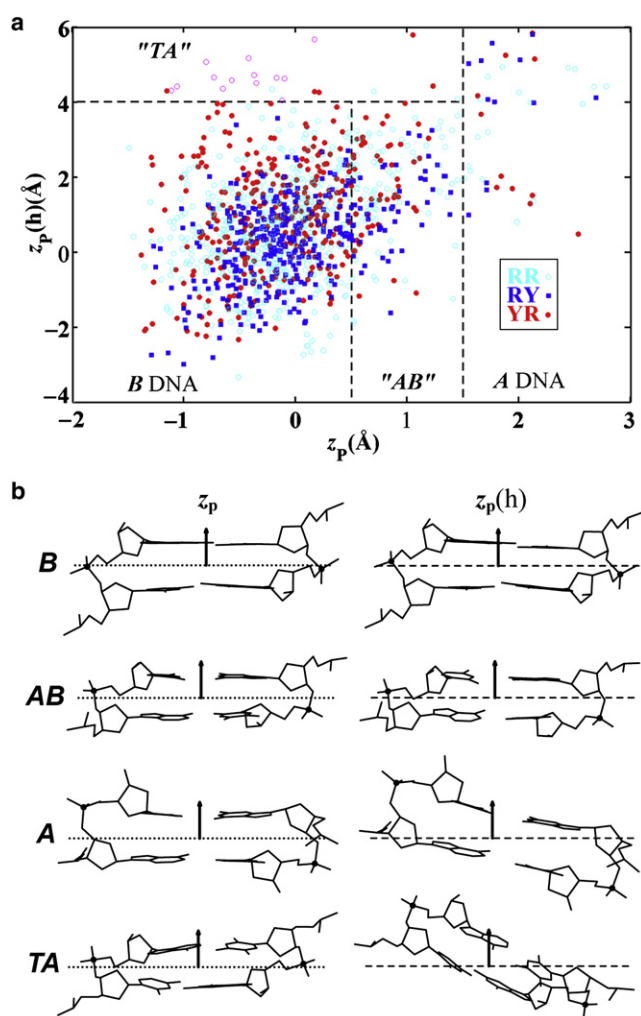 a
6
4
2
0
−2
−4
"TA"
z_P(h)(Å)
RR
RY
YR
B DNA
"AB"
A DNA
−2 −1 0 1 2 3
z_P(Å)
b
z_p z_p(h)
B
AB
A
TA